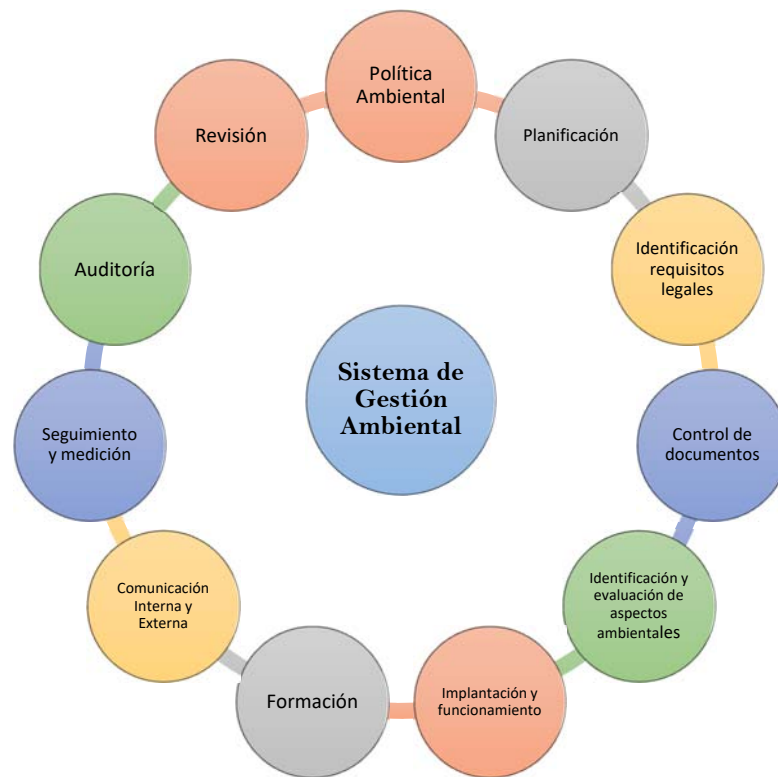 Política
Ambiental
Planificación
Identificación
requisitos
legales
Control de
documentos
Identificación y
evaluación de
aspectos
ambientales
Implantación y
funcionamiento
Formación
Comunicación
Interna y
Externa
Seguimiento
y medición
Auditoría
Revisión
Sistema de
Gestión
Ambiental